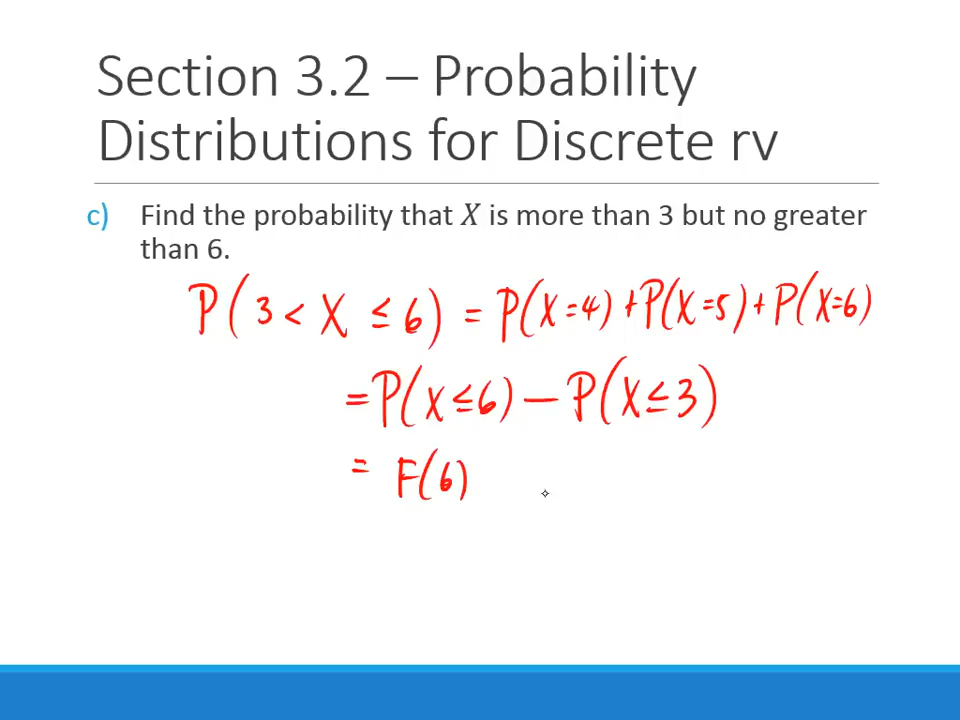 Section 3.2 – Probability
Distributions for Discrete rv
c) Find the probability that X is more than 3 but no greater
than 6.
P(3 < X ≤ 6) = P(X=4) + P(X=5) + P(X=6)
= P(X≤6) − P(X≤3)
= F(6)